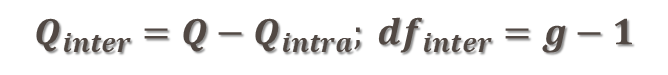 Q_inter = Q − Q_intra; df_inter = g − 1